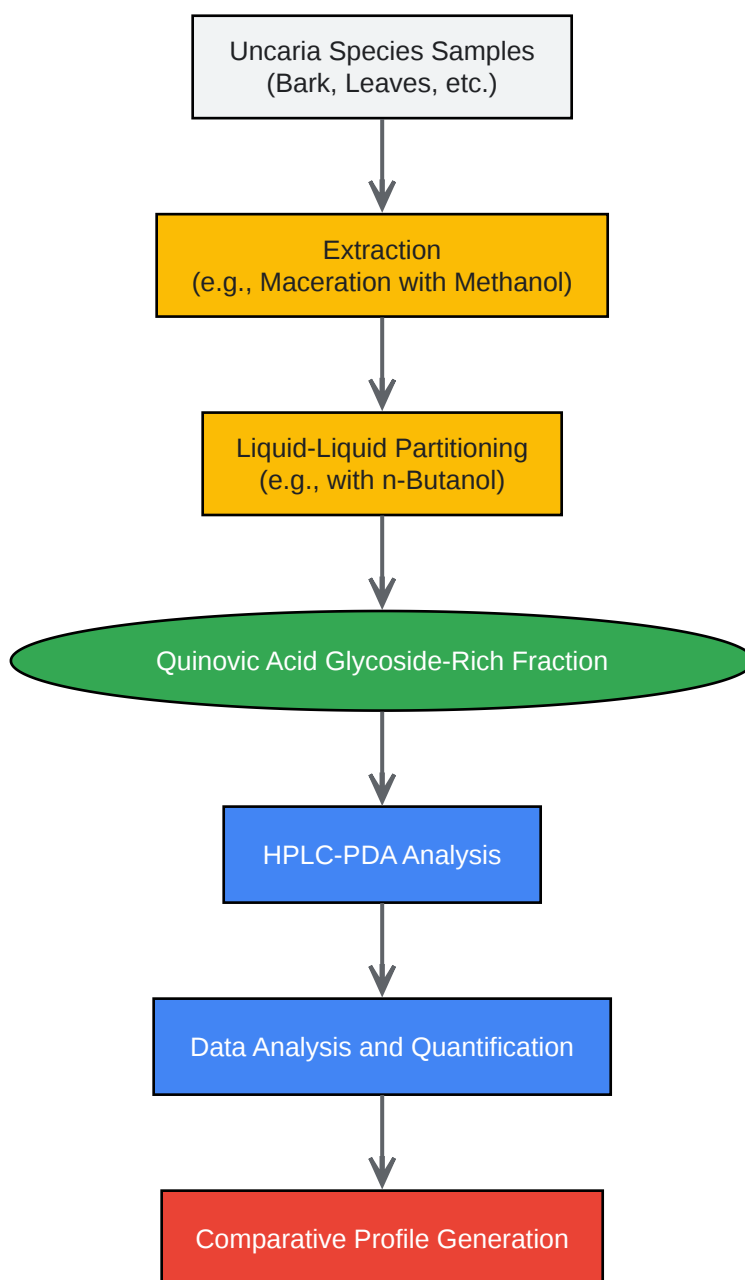 Uncaria Species Samples
(Bark, Leaves, etc.)
Extraction
(e.g., Maceration with Methanol)
Liquid-Liquid Partitioning
(e.g., with n-Butanol)
Quinovic Acid Glycoside-Rich Fraction
HPLC-PDA Analysis
Data Analysis and Quantification
Comparative Profile Generation